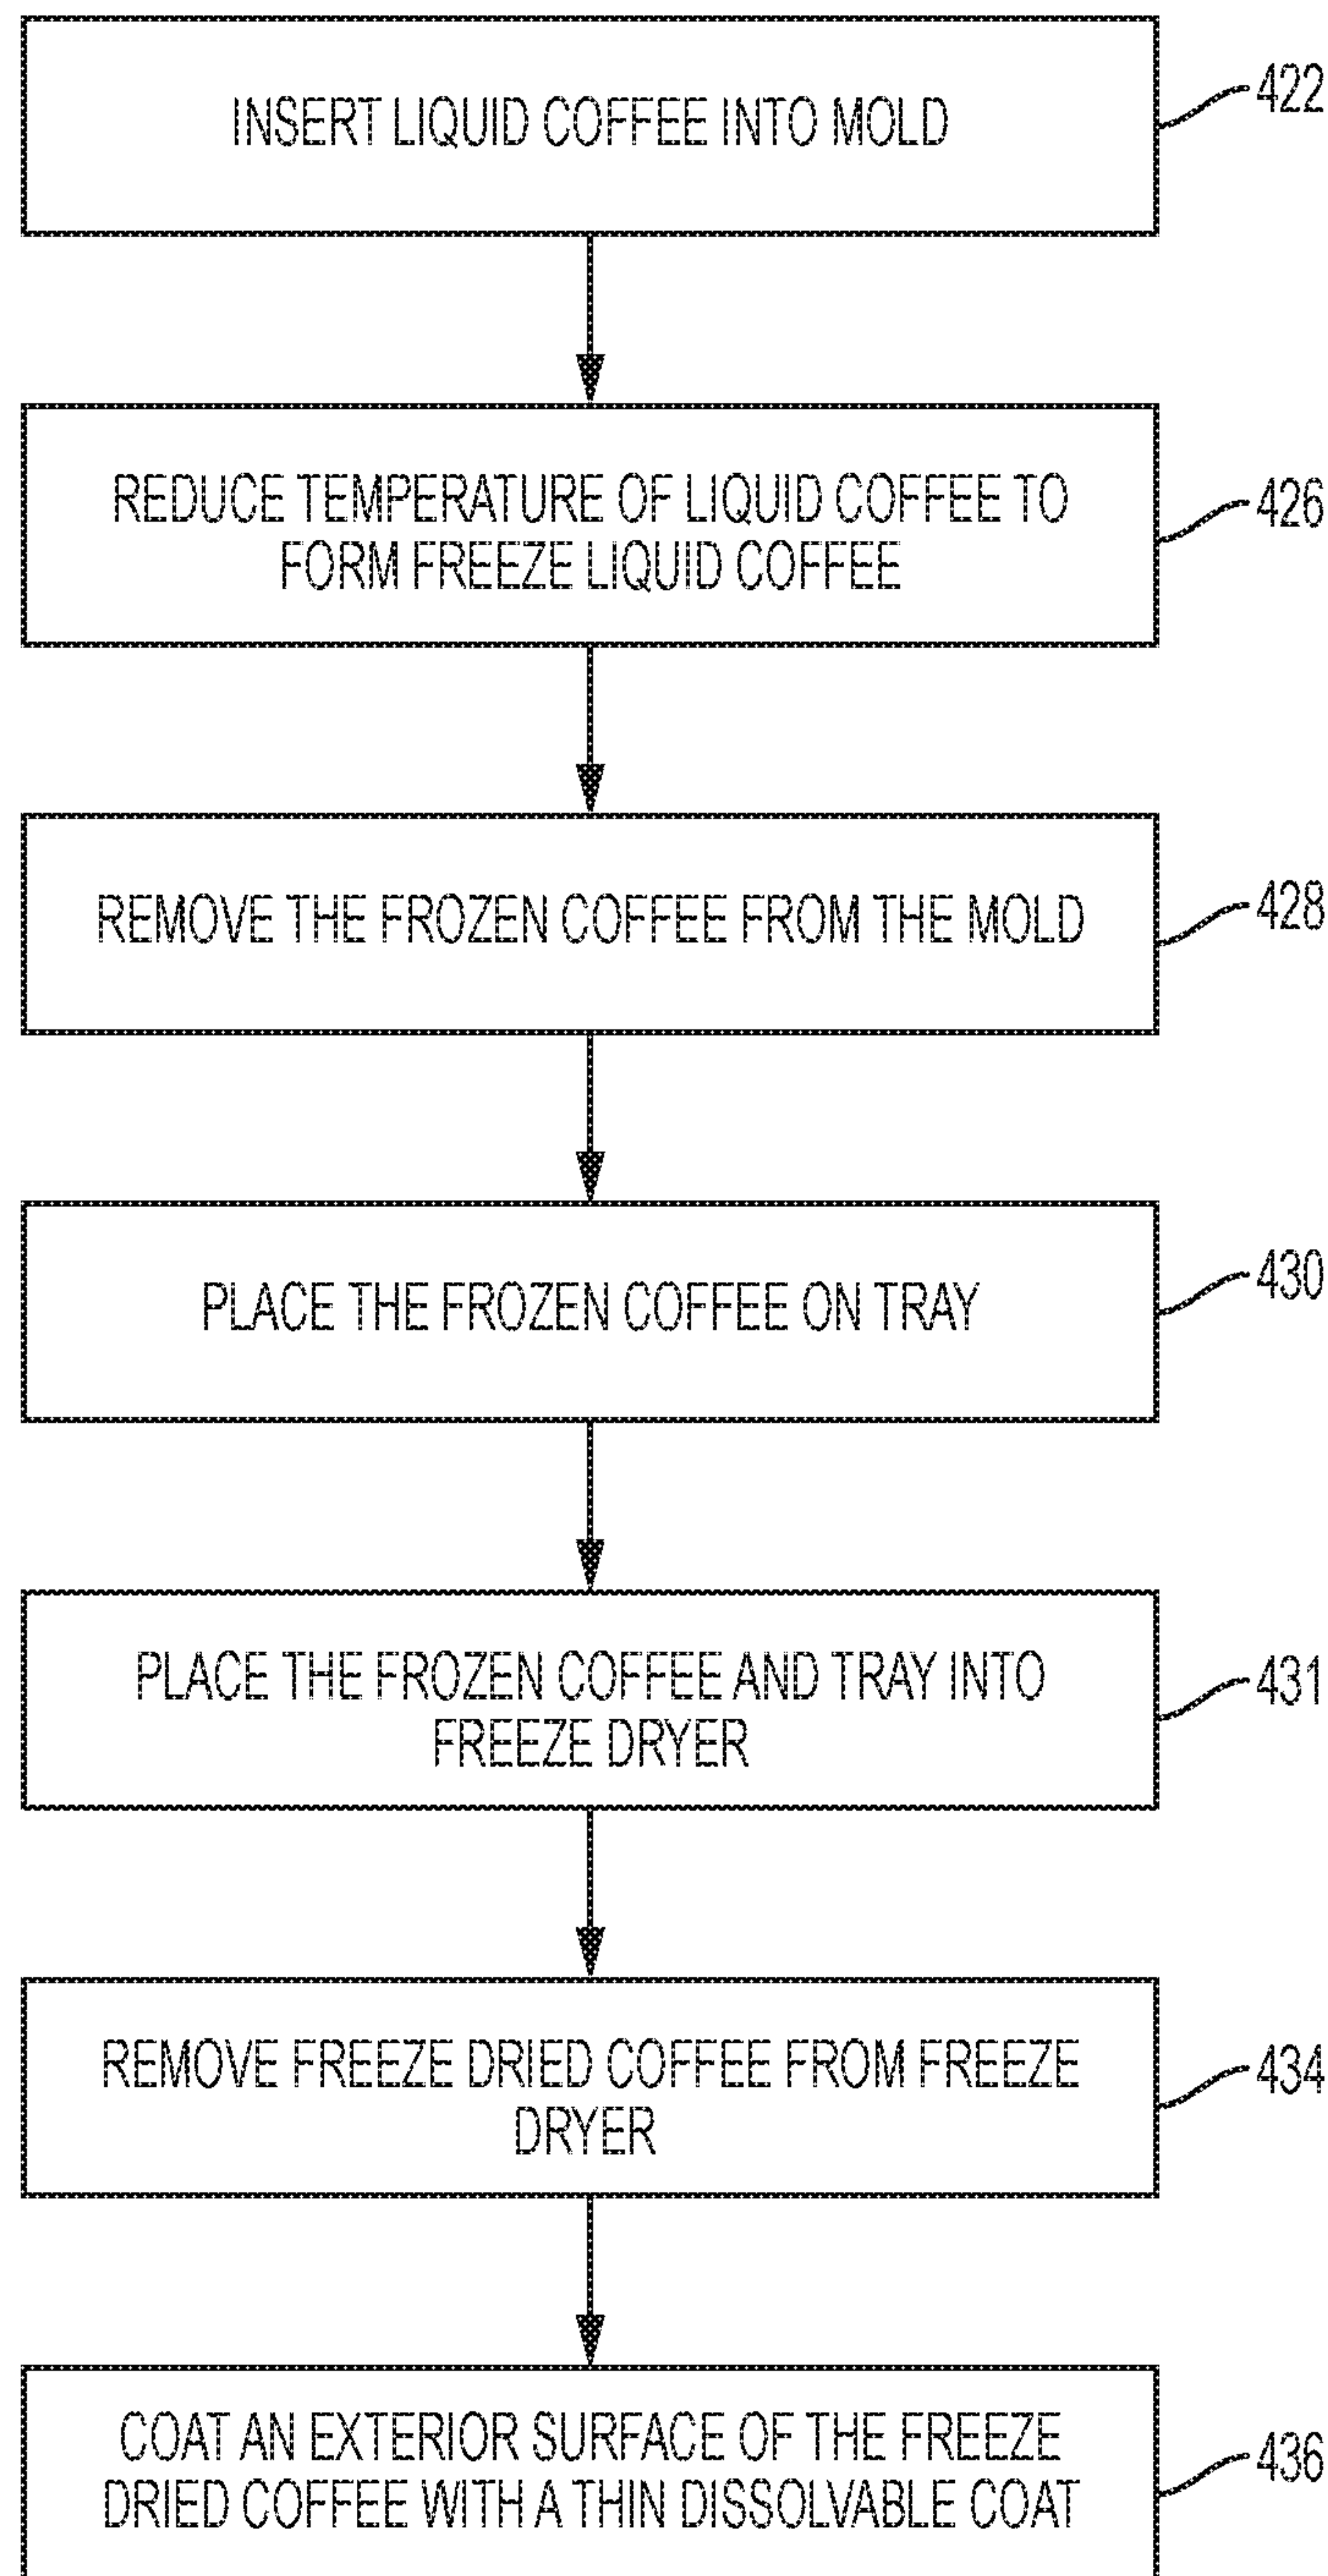 INSERT LIQUID COFFEE INTO MOLD
422
REDUCE TEMPERATURE OF LIQUID COFFEE TO
FORM FREEZE LIQUID COFFEE
426
REMOVE THE FROZEN COFFEE FROM THE MOLD
428
PLACE THE FROZEN COFFEE ON TRAY
430
PLACE THE FROZEN COFFEE AND TRAY INTO
FREEZE DRYER
431
REMOVE FREEZE DRIED COFFEE FROM FREEZE
DRYER
434
COAT AN EXTERIOR SURFACE OF THE FREEZE
DRIED COFFEE WITH A THIN DISSOLVABLE COAT
436